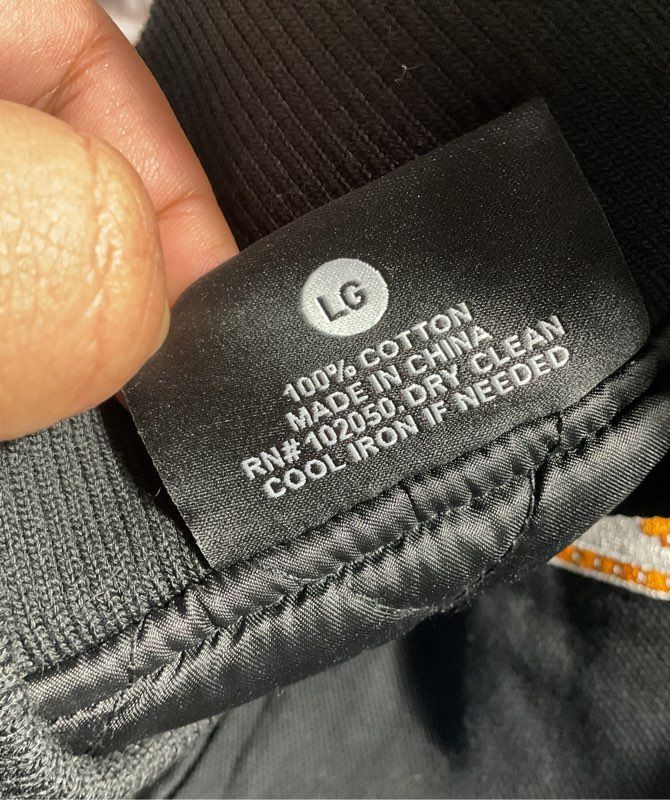 LG
100% COTTON
MADE IN CHINA
RN# 102050. DRY CLEAN
COOL IRON IF NEEDED